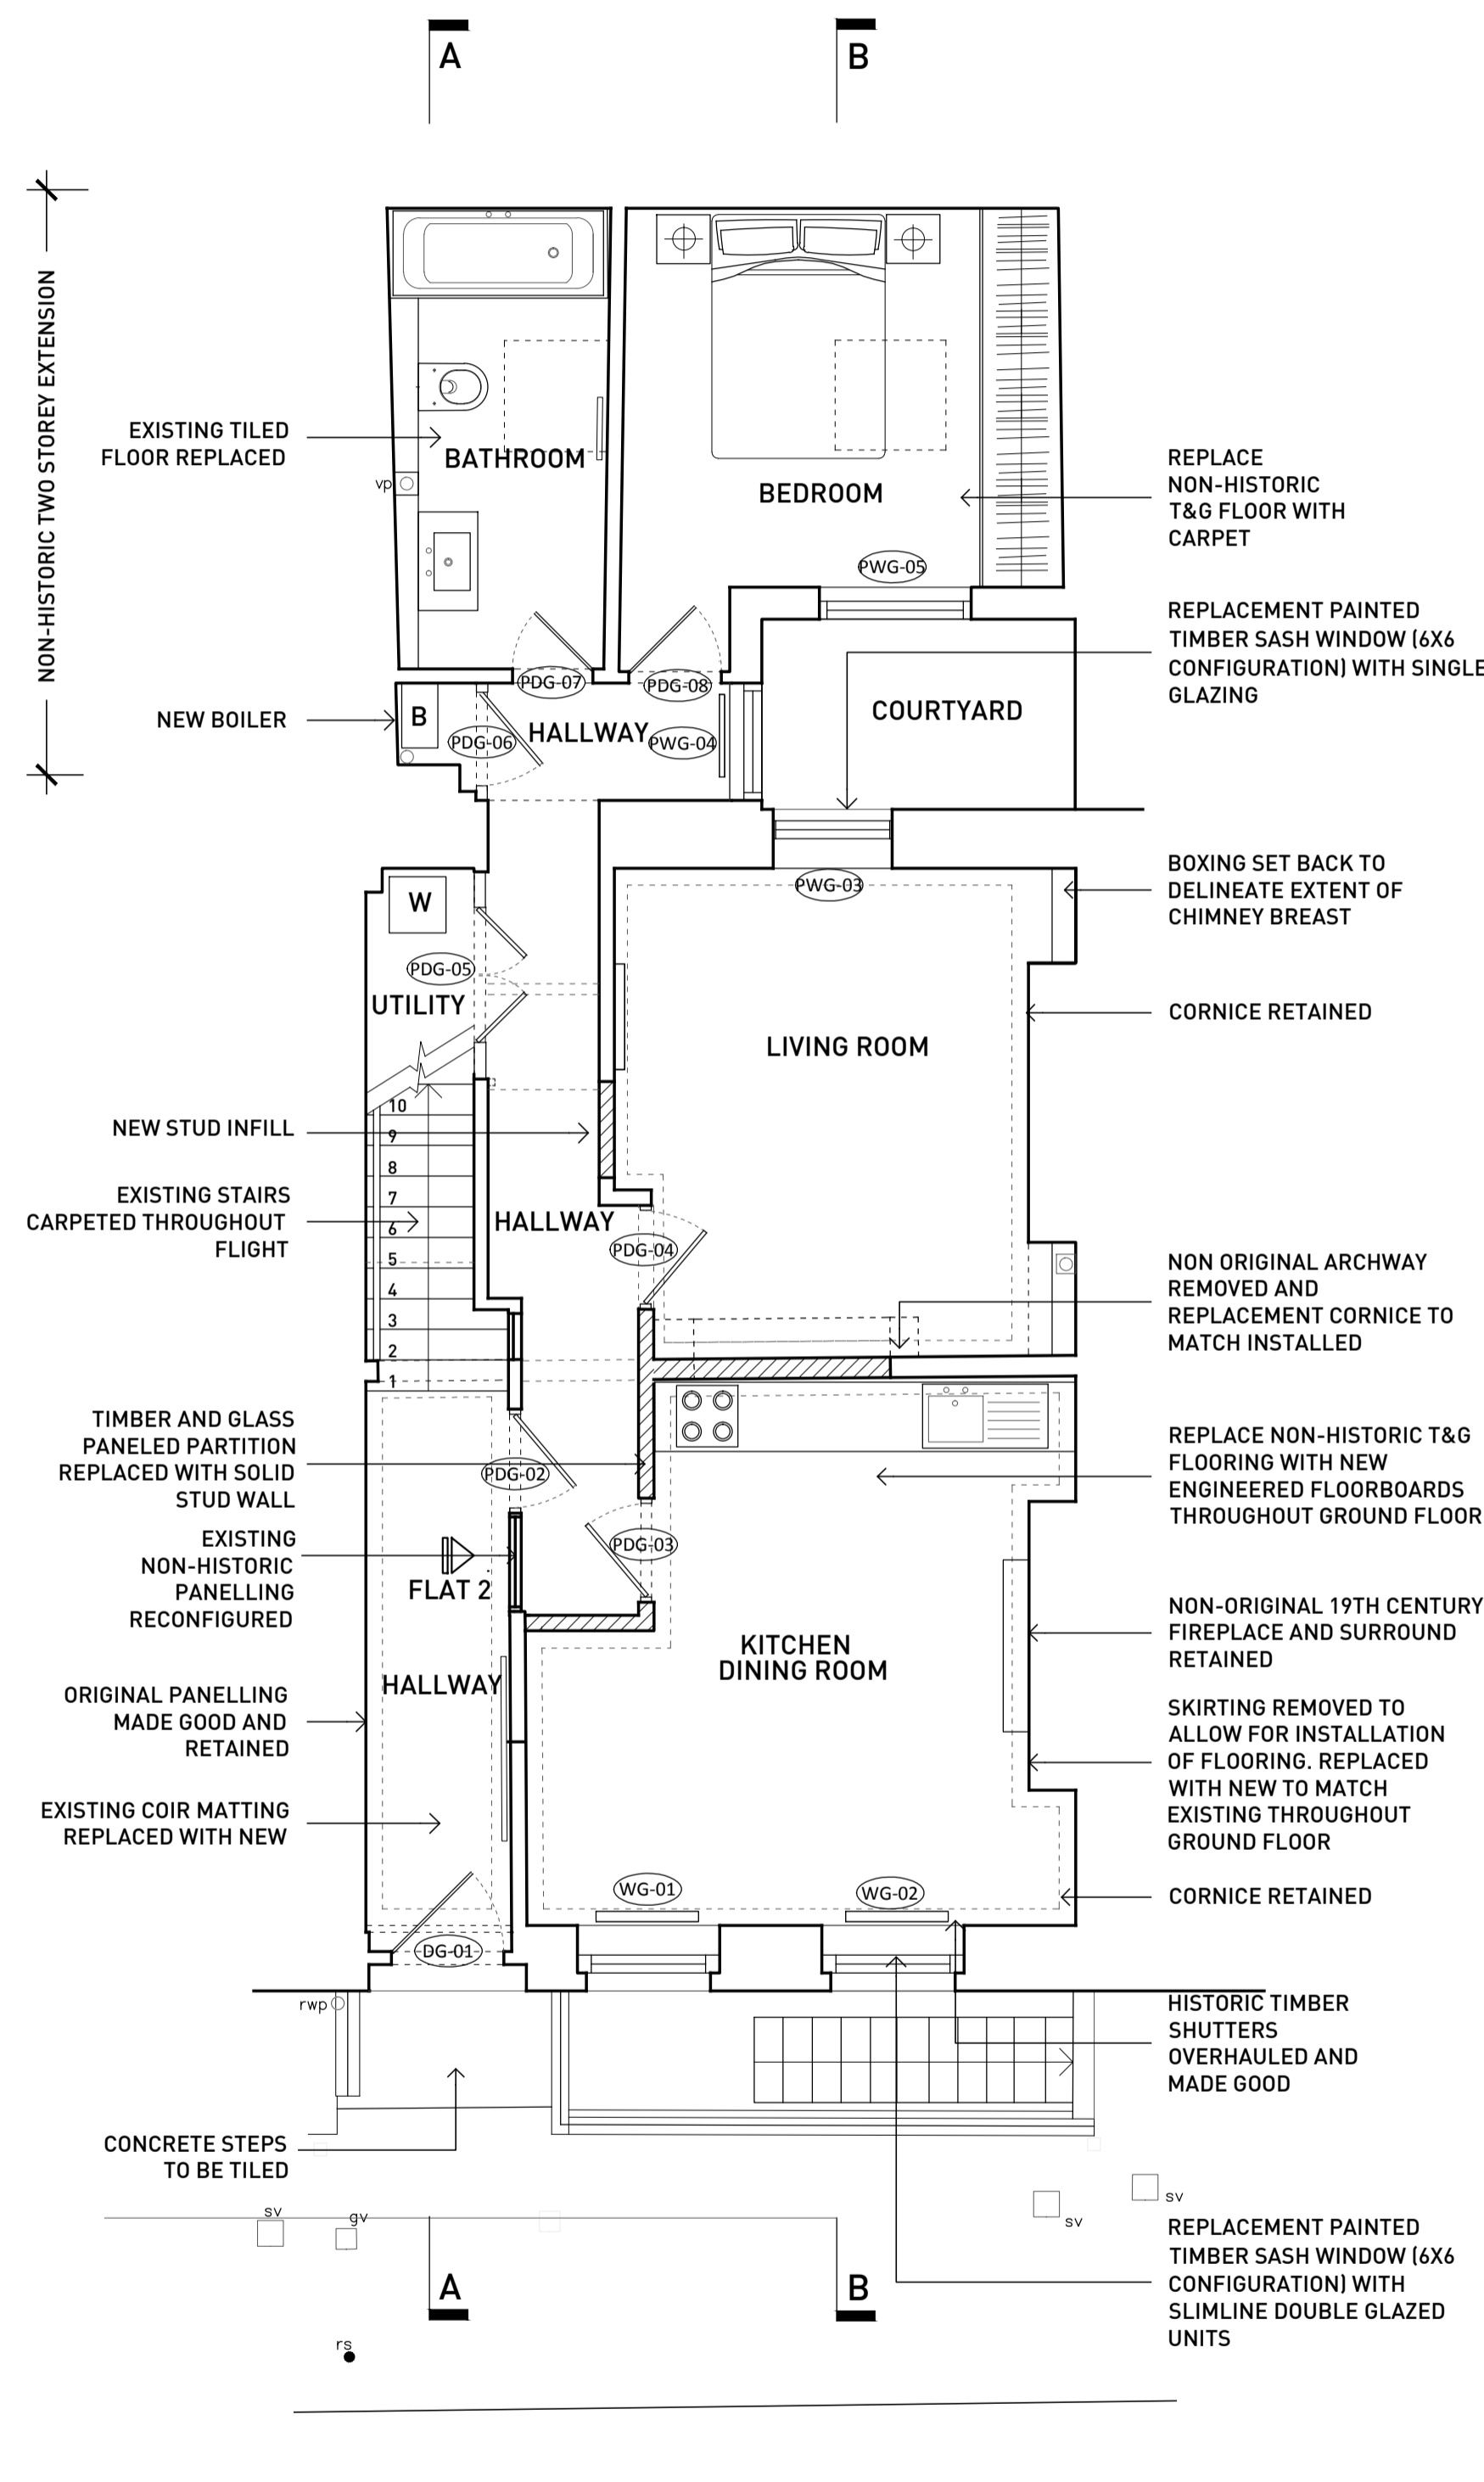 A
B
NON-HISTORIC TWO STOREY EXTENSION
EXISTING TILED
FLOOR REPLACED
vp
BATHROOM
BEDROOM
REPLACE
NON-HISTORIC
T&G FLOOR WITH
CARPET
PWG-05
REPLACEMENT PAINTED
TIMBER SASH WINDOW (6X6
CONFIGURATION) WITH SINGLE
GLAZING
PDG-07
PDG-08
NEW BOILER
B
PDG-06
HALLWAY
PWG-04
COURTYARD
W
PWG-03
BOXING SET BACK TO
DELINEATE EXTENT OF
CHIMNEY BREAST
PDG-05
UTILITY
LIVING ROOM
CORNICE RETAINED
NEW STUD INFILL
10
9
8
7
6
5
4
3
2
1
EXISTING STAIRS
CARPETED THROUGHOUT
FLIGHT
HALLWAY
PDG-04
NON ORIGINAL ARCHWAY
REMOVED AND
REPLACEMENT CORNICE TO
MATCH INSTALLED
TIMBER AND GLASS
PANELED PARTITION
REPLACED WITH SOLID
STUD WALL
PDG-02
REPLACE NON-HISTORIC T&G
FLOORING WITH NEW
ENGINEERED FLOORBOARDS
THROUGHOUT GROUND FLOOR
EXISTING
NON-HISTORIC
PANELLING
RECONFIGURED
PDG-03
FLAT 2
KITCHEN
DINING ROOM
NON-ORIGINAL 19TH CENTURY
FIREPLACE AND SURROUND
RETAINED
HALLWAY
ORIGINAL PANELLING
MADE GOOD AND
RETAINED
SKIRTING REMOVED TO
ALLOW FOR INSTALLATION
OF FLOORING. REPLACED
WITH NEW TO MATCH
EXISTING THROUGHOUT
GROUND FLOOR
EXISTING COIR MATTING
REPLACED WITH NEW
WG-01
WG-02
CORNICE RETAINED
DG-01
rwp
HISTORIC TIMBER
SHUTTERS
OVERHAULED AND
MADE GOOD
CONCRETE STEPS
TO BE TILED
sv
gv
sv
sv
REPLACEMENT PAINTED
TIMBER SASH WINDOW (6X6
CONFIGURATION) WITH
SLIMLINE DOUBLE GLAZED
UNITS
A
B
rs